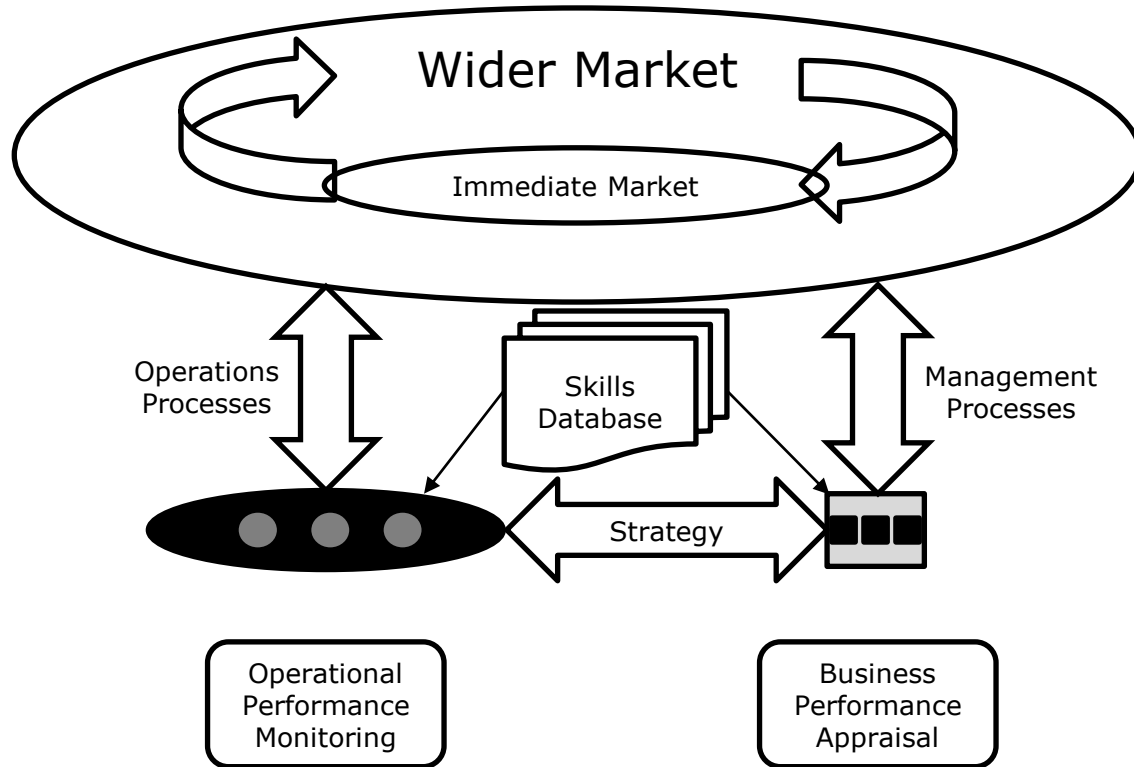 Wider Market
Immediate Market
Operations
Processes
Skills
Database
Management
Processes
Strategy
Operational
Performance
Monitoring
Business
Performance
Appraisal